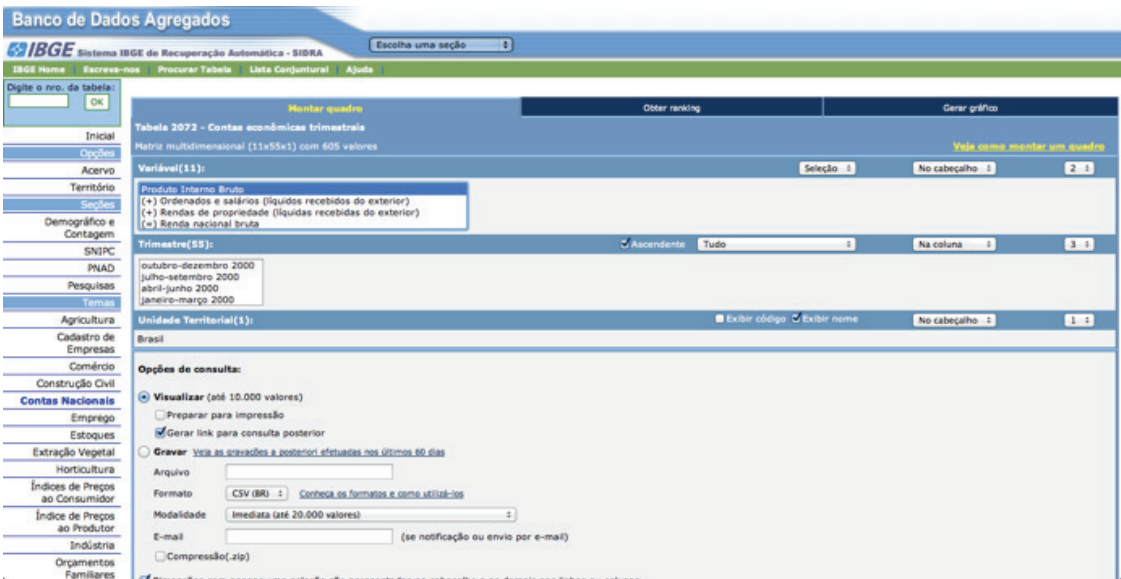 Banco de Dados Agregados
IBGE Sistema IBGE de Recuperação Automática - SIDRA
Escolha uma seção
IBGE Home | Escreva-nos | Procurar Tabela | Lista Conjuntural | Ajuda |
Digite o nro. da tabela:
OK
Inicial
Opções
Acervo
Território
Seções
Demográfico e
Contagem
SNIPC
PNAD
Pesquisas
Temas
Agricultura
Cadastro de
Empresas
Comércio
Construção Civil
Contas Nacionais
Emprego
Estoques
Extração Vegetal
Horticultura
Índices de Preços
ao Consumidor
Índice de Preços
ao Produtor
Indústria
Orçamentos
Familiares
Montar quadro
Obter ranking
Gerar gráfico
Tabela 2072 - Contas econômicas trimestrais
Matriz multidimensional (11x55x1) com 605 valores
Veja como montar um quadro
Variável(11):
Seleção
No cabeçalho
2
Produto Interno Bruto
(+) Ordenados e salários (líquidos recebidos do exterior)
(+) Rendas de propriedade (líquidas recebidas do exterior)
(=) Renda nacional bruta
Trimestre(55):
Ascendente
Tudo
Na coluna
3
outubro-dezembro 2000
julho-setembro 2000
abril-junho 2000
janeiro-março 2000
Unidade Territorial(1):
Exibir código
Exibir nome
No cabeçalho
1
Brasil
Opções de consulta:
Visualizar (até 10.000 valores)
Preparar para impressão
Gerar link para consulta posterior
Gravar Veja as gravações a posteriori efetuadas nos últimos 60 dias
Arquivo
Formato CSV (BR) Conheça os formatos e como utilizá-los
Modalidade Imediata (até 20.000 valores)
E-mail (se notificação ou envio por e-mail)
Compressão(.zip)